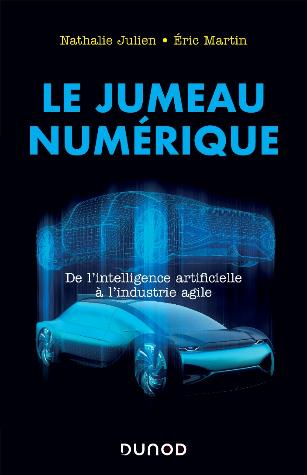 Nathalie Julien • Éric Martin
LE JUMEAU
NUMÉRIQUE
De l'intelligence artificielle
à l'industrie agile
DUNOD